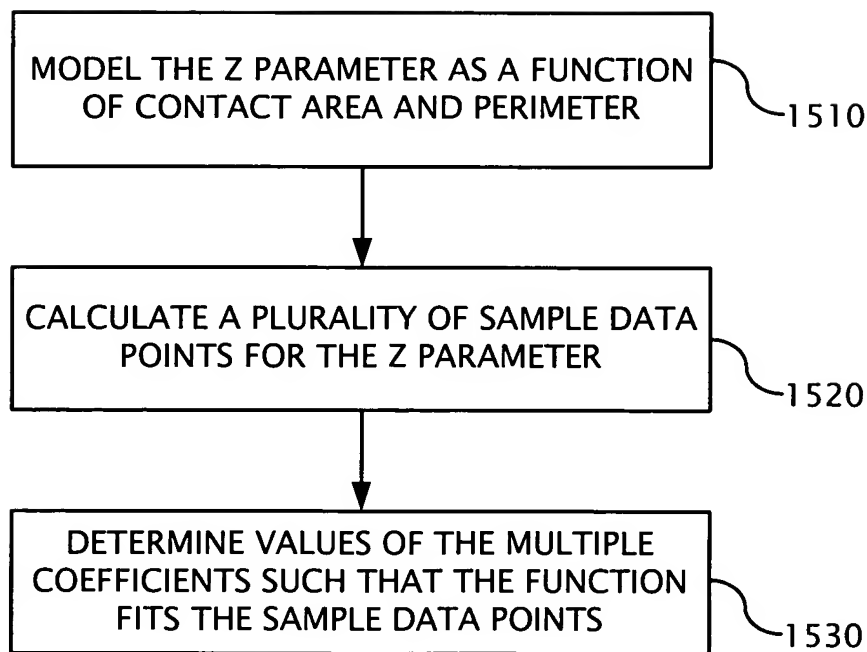 MODEL THE Z PARAMETER AS A FUNCTION
OF CONTACT AREA AND PERIMETER
1510
CALCULATE A PLURALITY OF SAMPLE DATA
POINTS FOR THE Z PARAMETER
1520
DETERMINE VALUES OF THE MULTIPLE
COEFFICIENTS SUCH THAT THE FUNCTION
FITS THE SAMPLE DATA POINTS
1530